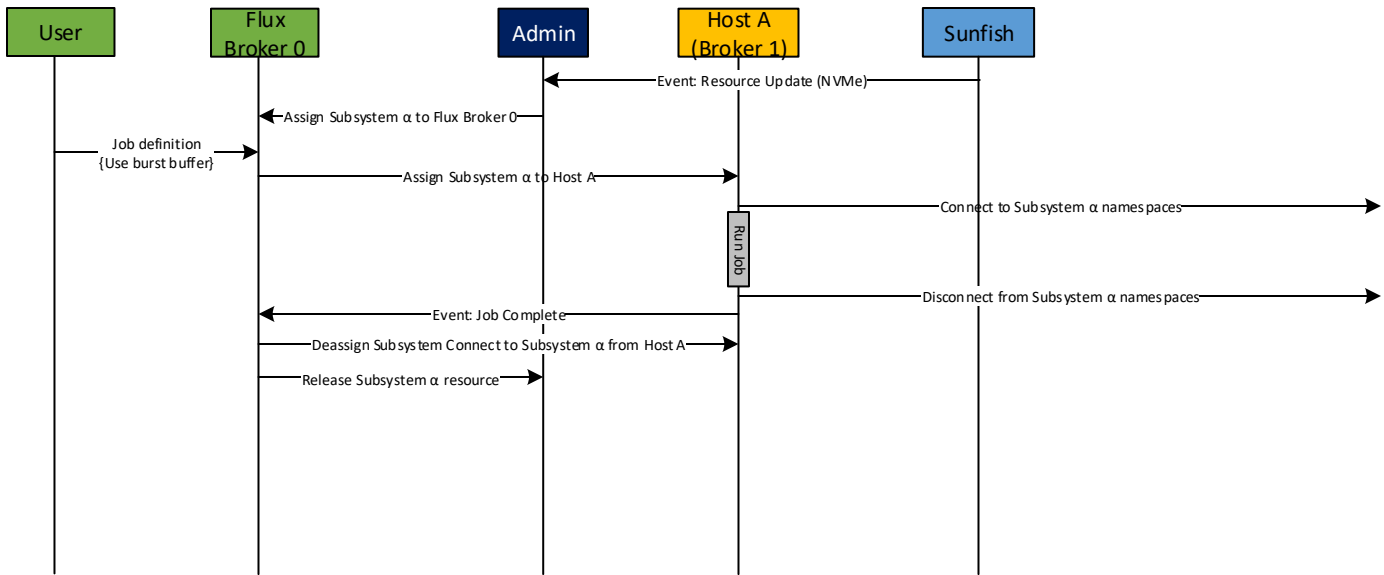 User
Flux
Broker 0
Admin
Host A
(Broker 1)
Sunfish
Event: Resource Update (NVMe)
Assign Subsystem α to Flux Broker 0
Job definition
{Use burst buffer}
Assign Subsystem α to Host A
Connect to Subsystem α namespaces
Run Job
Disconnect from Subsystem α namespaces
Event: Job Complete
Deassign Subsystem Connect to Subsystem α from Host A
Release Subsystem α resource